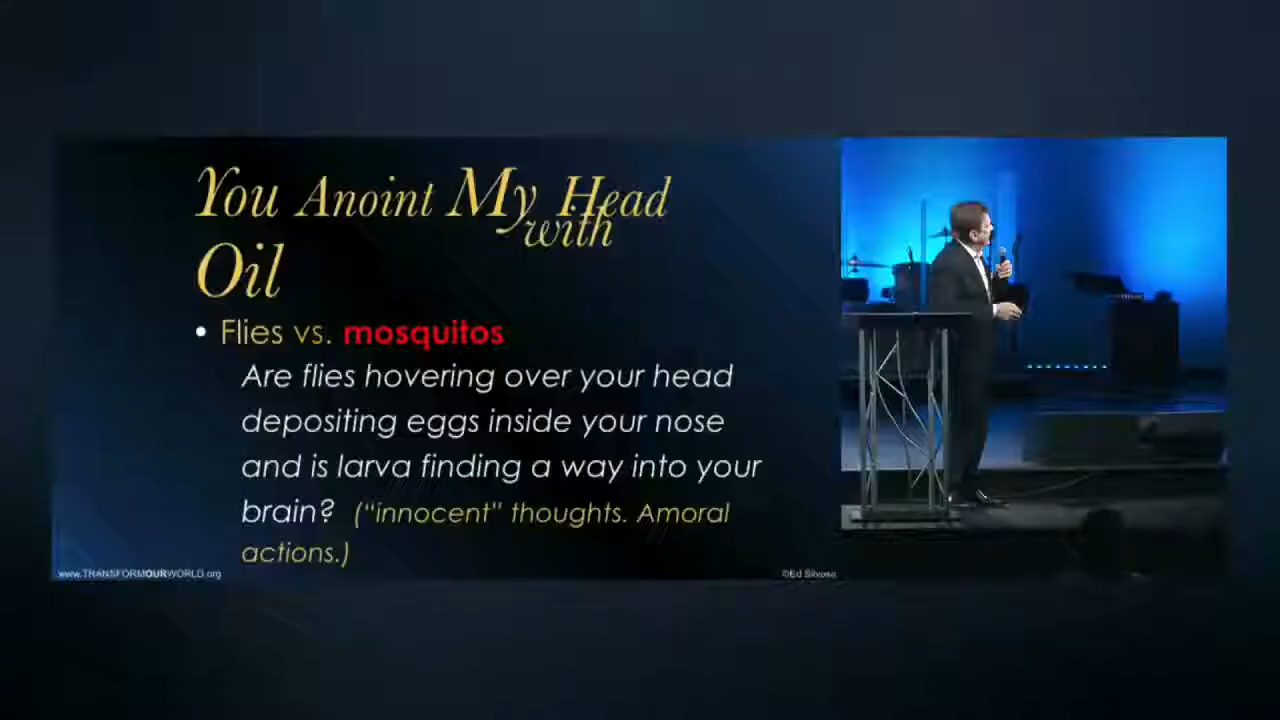 You Anoint My Head
with
Oil
• Flies vs. mosquitos
Are flies hovering over your head
depositing eggs inside your nose
and is larva finding a way into your
brain? (“innocent” thoughts. Amoral
actions.)
www.TRANSFORMOURWORLD.org
©Ed Silvoso